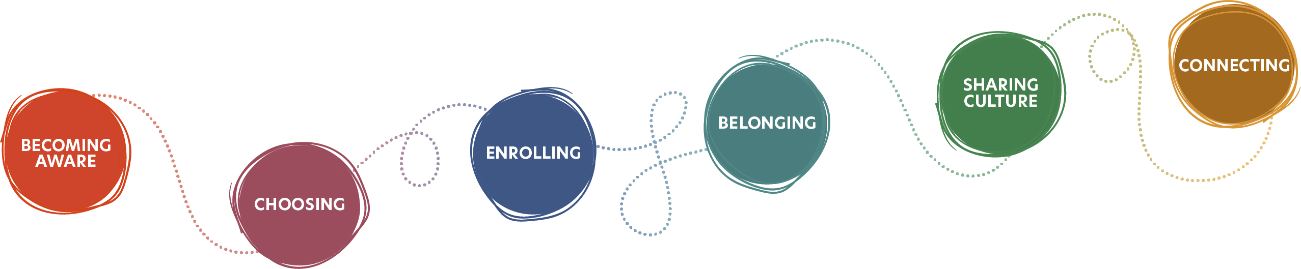 BECOMING
AWARE
CHOOSING
ENROLLING
BELONGING
SHARING
CULTURE
CONNECTING